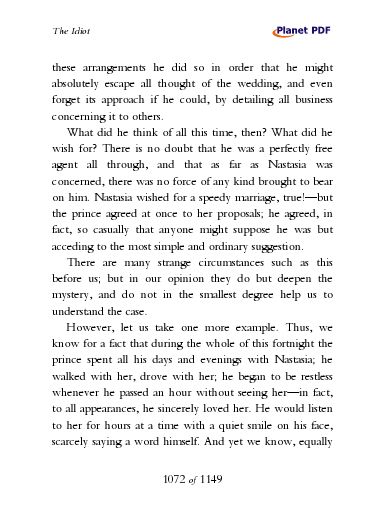 The Idiot
Planet PDF
these arrangements he did so in order that he might
absolutely escape all thought of the wedding, and even
forget its approach if he could, by detailing all business
concerning it to others.
What did he think of all this time, then? What did he
wish for? There is no doubt that he was a perfectly free
agent all through, and that as far as Nastasia was
concerned, there was no force of any kind brought to bear
on him. Nastasia wished for a speedy marriage, true!—but
the prince agreed at once to her proposals; he agreed, in
fact, so casually that anyone might suppose he was but
acceding to the most simple and ordinary suggestion.
There are many strange circumstances such as this
before us; but in our opinion they do but deepen the
mystery, and do not in the smallest degree help us to
understand the case.
However, let us take one more example. Thus, we
know for a fact that during the whole of this fortnight the
prince spent all his days and evenings with Nastasia; he
walked with her, drove with her; he began to be restless
whenever he passed an hour without seeing her—in fact,
to all appearances, he sincerely loved her. He would listen
to her for hours at a time with a quiet smile on his face,
scarcely saying a word himself. And yet we know, equally
1072 of 1149